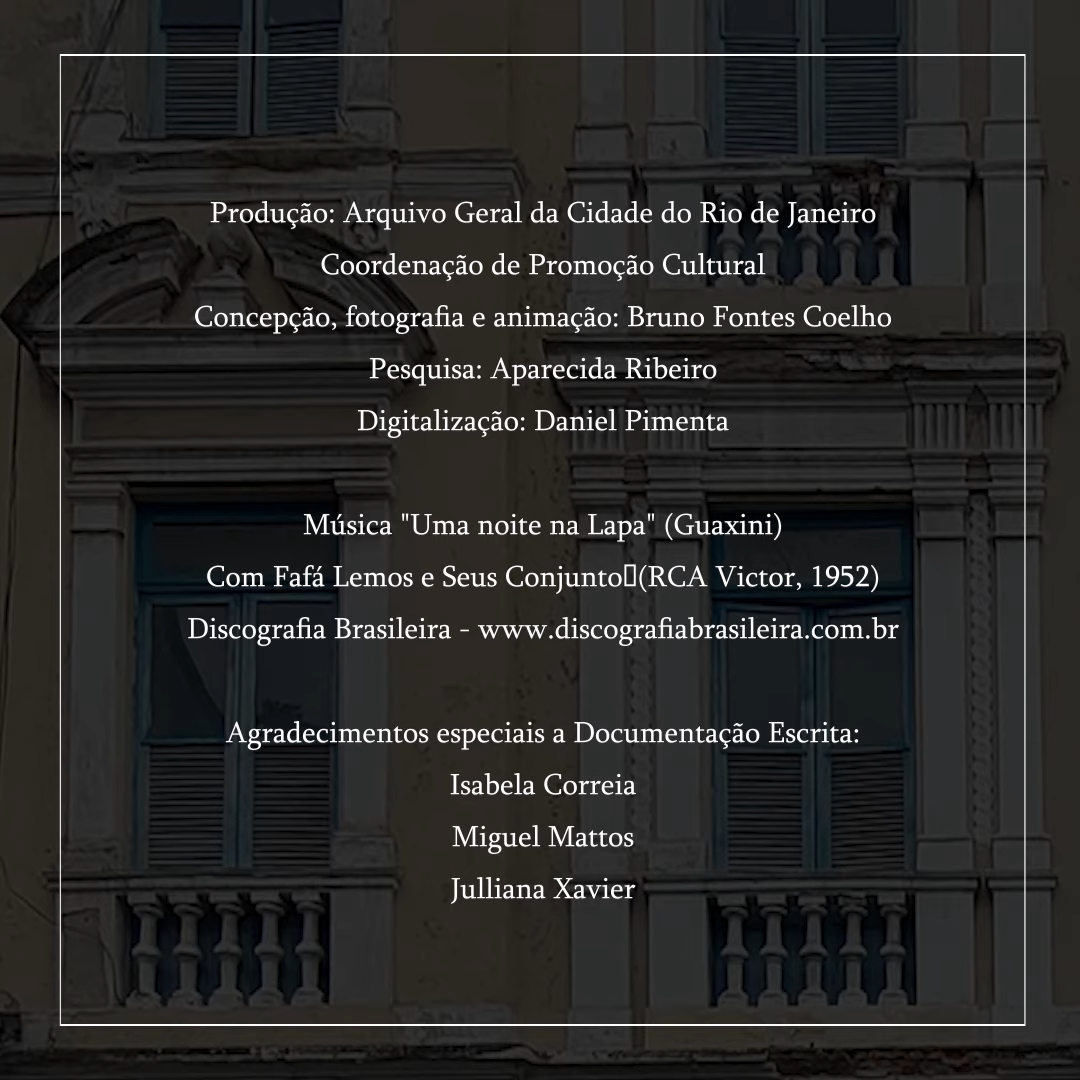 Produção: Arquivo Geral da Cidade do Rio de Janeiro
Coordenação de Promoção Cultural
Concepção, fotografia e animação: Bruno Fontes Coelho
Pesquisa: Aparecida Ribeiro
Digitalização: Daniel Pimenta
Música "Uma noite na Lapa" (Guaxini)
Com Fafá Lemos e Seus Conjunto▯(RCA Victor, 1952)
Discografia Brasileira - www.discografiabrasileira.com.br
Agradecimentos especiais a Documentação Escrita:
Isabela Correia
Miguel Mattos
Julliana Xavier